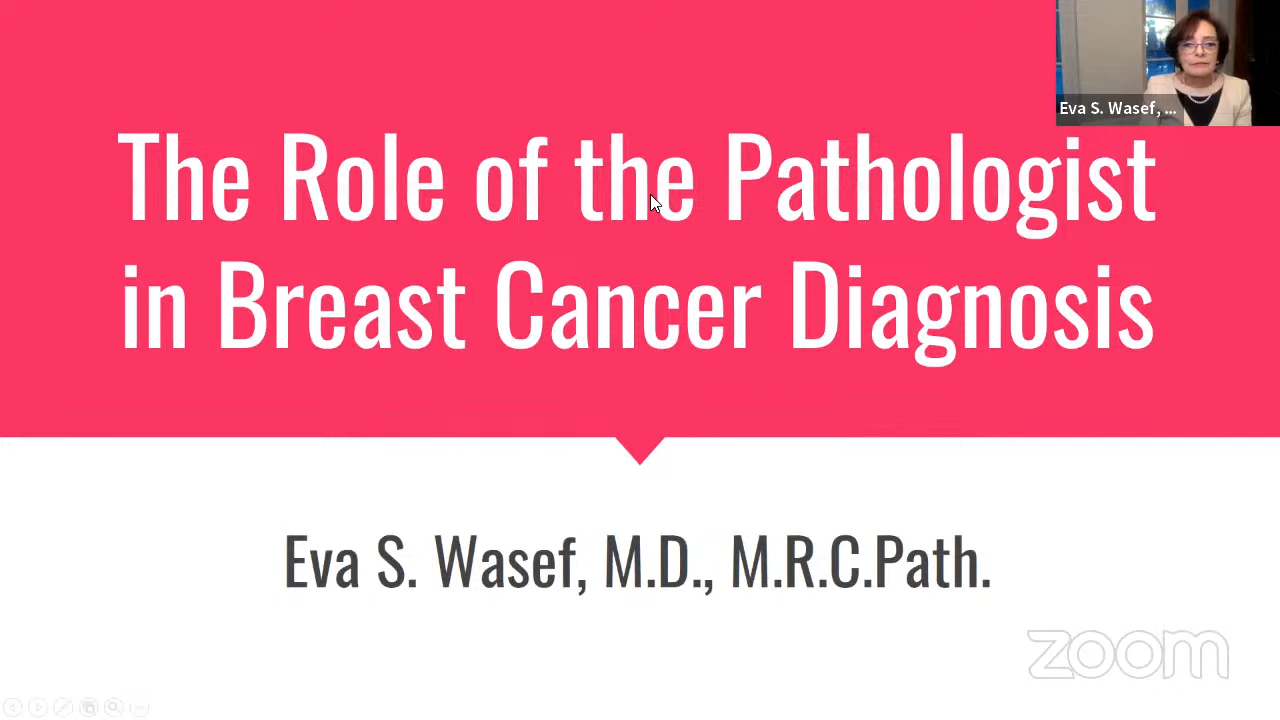 Eva S. Wasef, ...
The Role of the Pathologist
in Breast Cancer Diagnosis
Eva S. Wasef, M.D., M.R.C.Path.
zoom